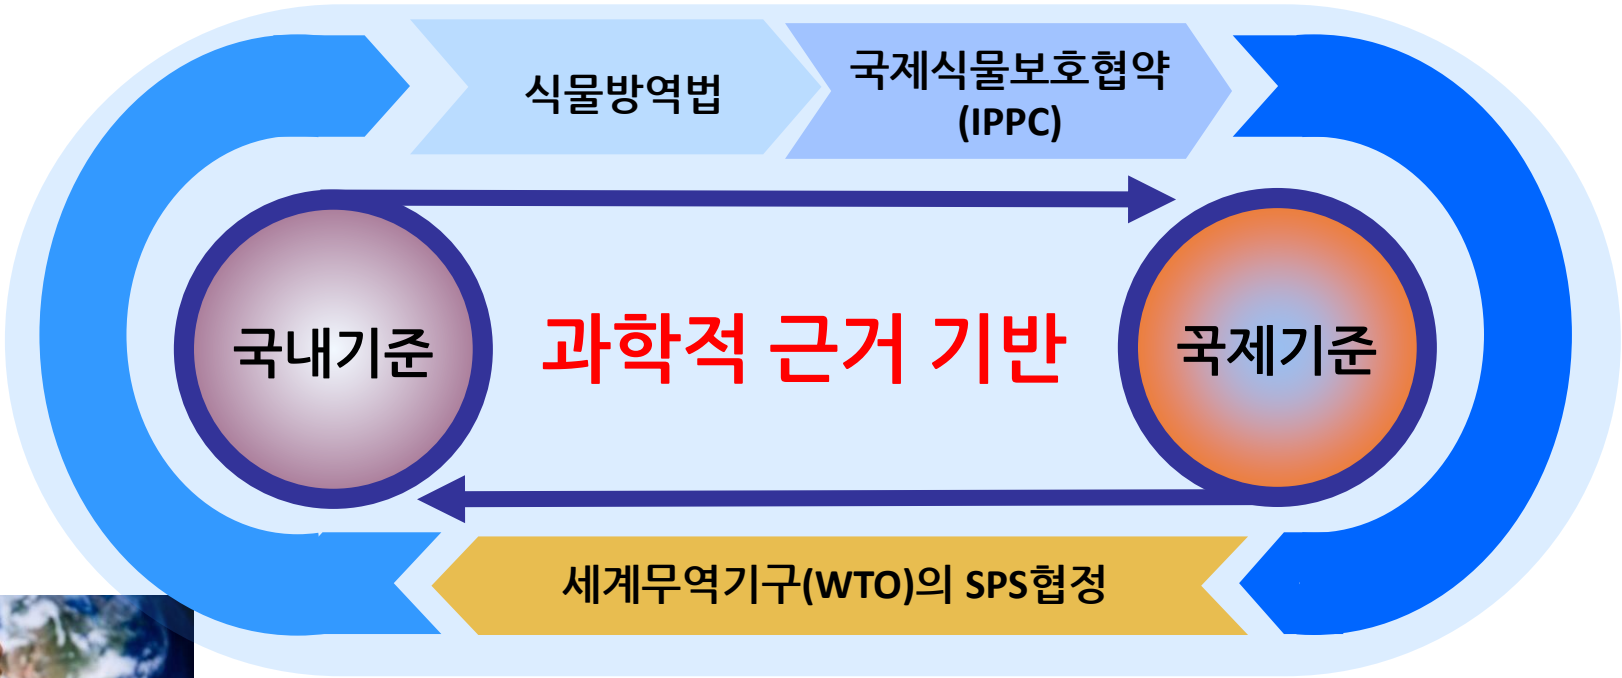 식물방역법
국제식물보호협약
(IPPC)
국내기준
과학적 근거 기반
국제기준
세계무역기구(WTO)의 SPS협정